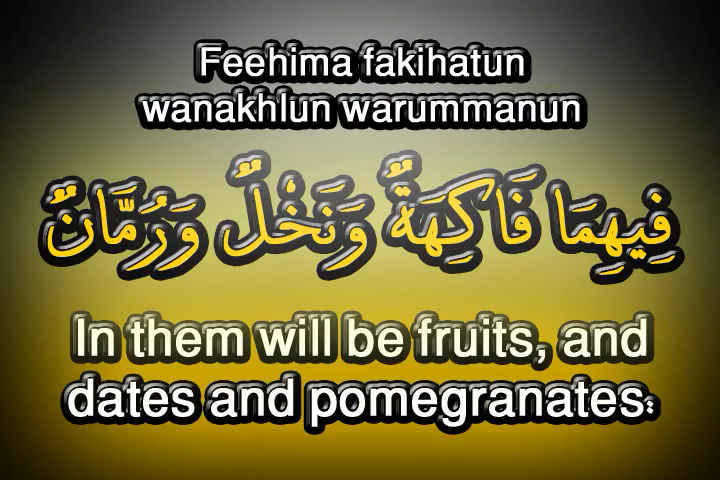 Feehima fakihatun
wanakhlun warummanun
فِيهِمَا فَاكِهَةٌ وَنَخْلٌ وَرُمَّانٌ
In them will be fruits, and
dates and pomegranates: